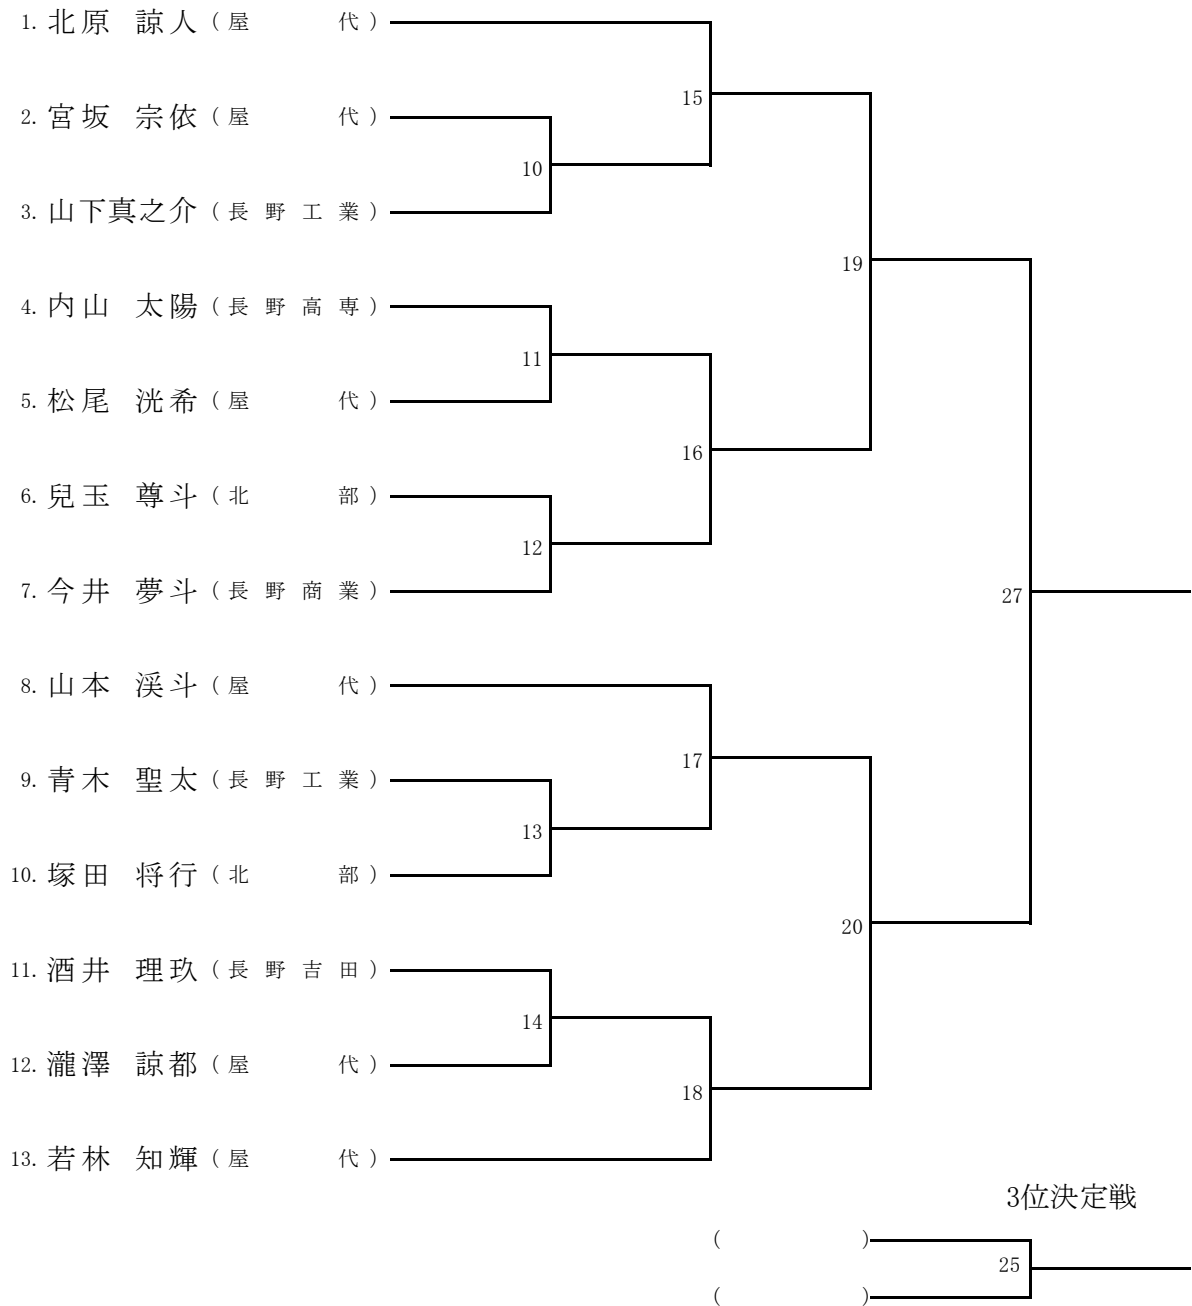 1. 北原 諒人 (屋 代)
15
2. 宮坂 宗依 (屋 代)
10
3. 山下真之介 (長野工業)
19
4. 内山 太陽 (長野高専)
11
5. 松尾 洸希 (屋 代)
16
6. 兒玉 尊斗 (北 部)
12
7. 今井 夢斗 (長野商業)
27
8. 山本 渓斗 (屋 代)
17
9. 青木 聖太 (長野工業)
13
10. 塚田 将行 (北 部)
20
11. 酒井 理玖 (長野吉田)
14
12. 瀧澤 諒都 (屋 代)
18
13. 若林 知輝 (屋 代)
3位決定戦
( )
25
( )